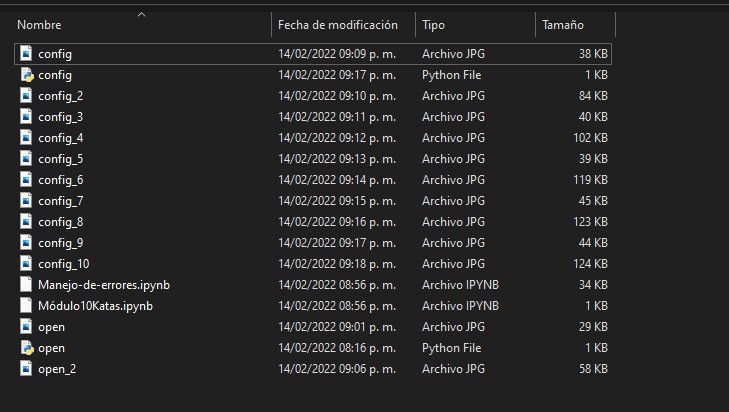 Nombre Fecha de modificación Tipo Tamaño
config 14/02/2022 09:09 p. m. Archivo JPG 38 KB
config 14/02/2022 09:17 p. m. Python File 1 KB
config_2 14/02/2022 09:10 p. m. Archivo JPG 84 KB
config_3 14/02/2022 09:11 p. m. Archivo JPG 40 KB
config_4 14/02/2022 09:12 p. m. Archivo JPG 102 KB
config_5 14/02/2022 09:13 p. m. Archivo JPG 39 KB
config_6 14/02/2022 09:14 p. m. Archivo JPG 119 KB
config_7 14/02/2022 09:15 p. m. Archivo JPG 45 KB
config_8 14/02/2022 09:16 p. m. Archivo JPG 123 KB
config_9 14/02/2022 09:17 p. m. Archivo JPG 44 KB
config_10 14/02/2022 09:18 p. m. Archivo JPG 124 KB
Manejo-de-errores.ipynb 14/02/2022 08:56 p. m. Archivo IPYNB 34 KB
Módulo10Katas.ipynb 14/02/2022 08:56 p. m. Archivo IPYNB 1 KB
open 14/02/2022 09:01 p. m. Archivo JPG 29 KB
open 14/02/2022 08:16 p. m. Python File 1 KB
open_2 14/02/2022 09:06 p. m. Archivo JPG 58 KB